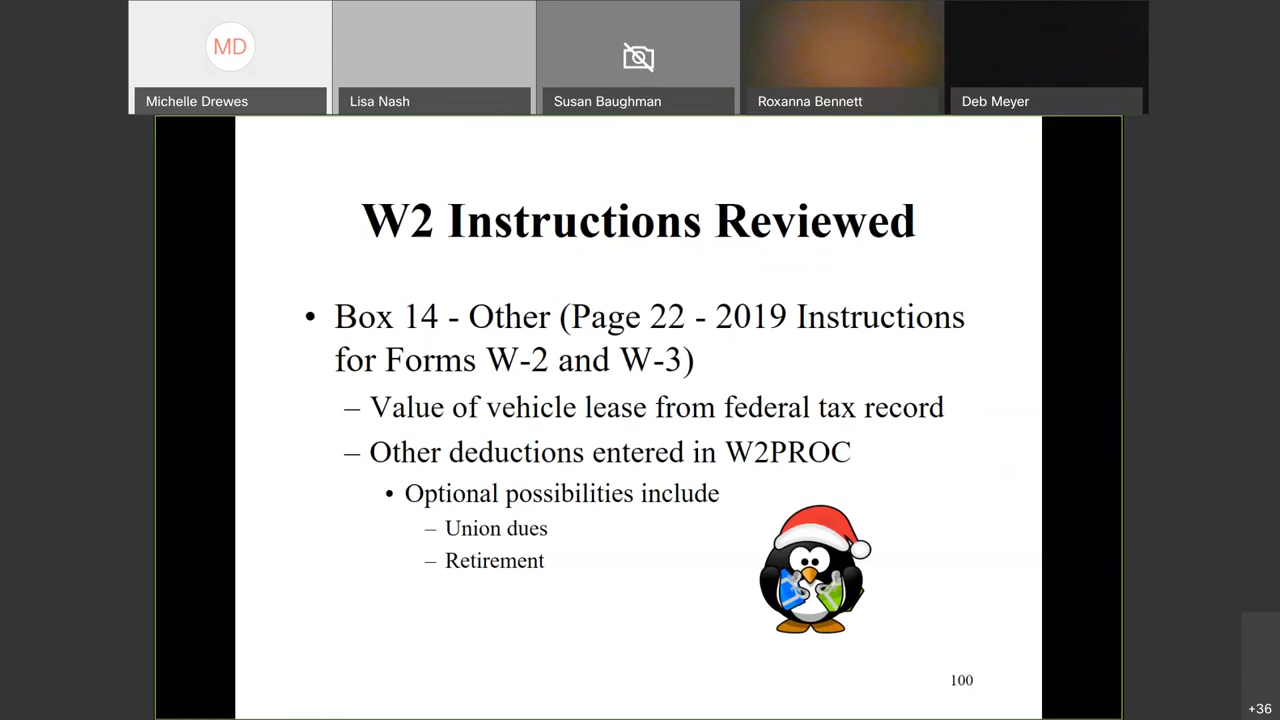 MD
Michelle Drewes
Lisa Nash
Susan Baughman
Roxanna Bennett
Deb Meyer
W2 Instructions Reviewed
• Box 14 - Other (Page 22 - 2019 Instructions
for Forms W-2 and W-3)
– Value of vehicle lease from federal tax record
– Other deductions entered in W2PROC
• Optional possibilities include
– Union dues
– Retirement
100
+36